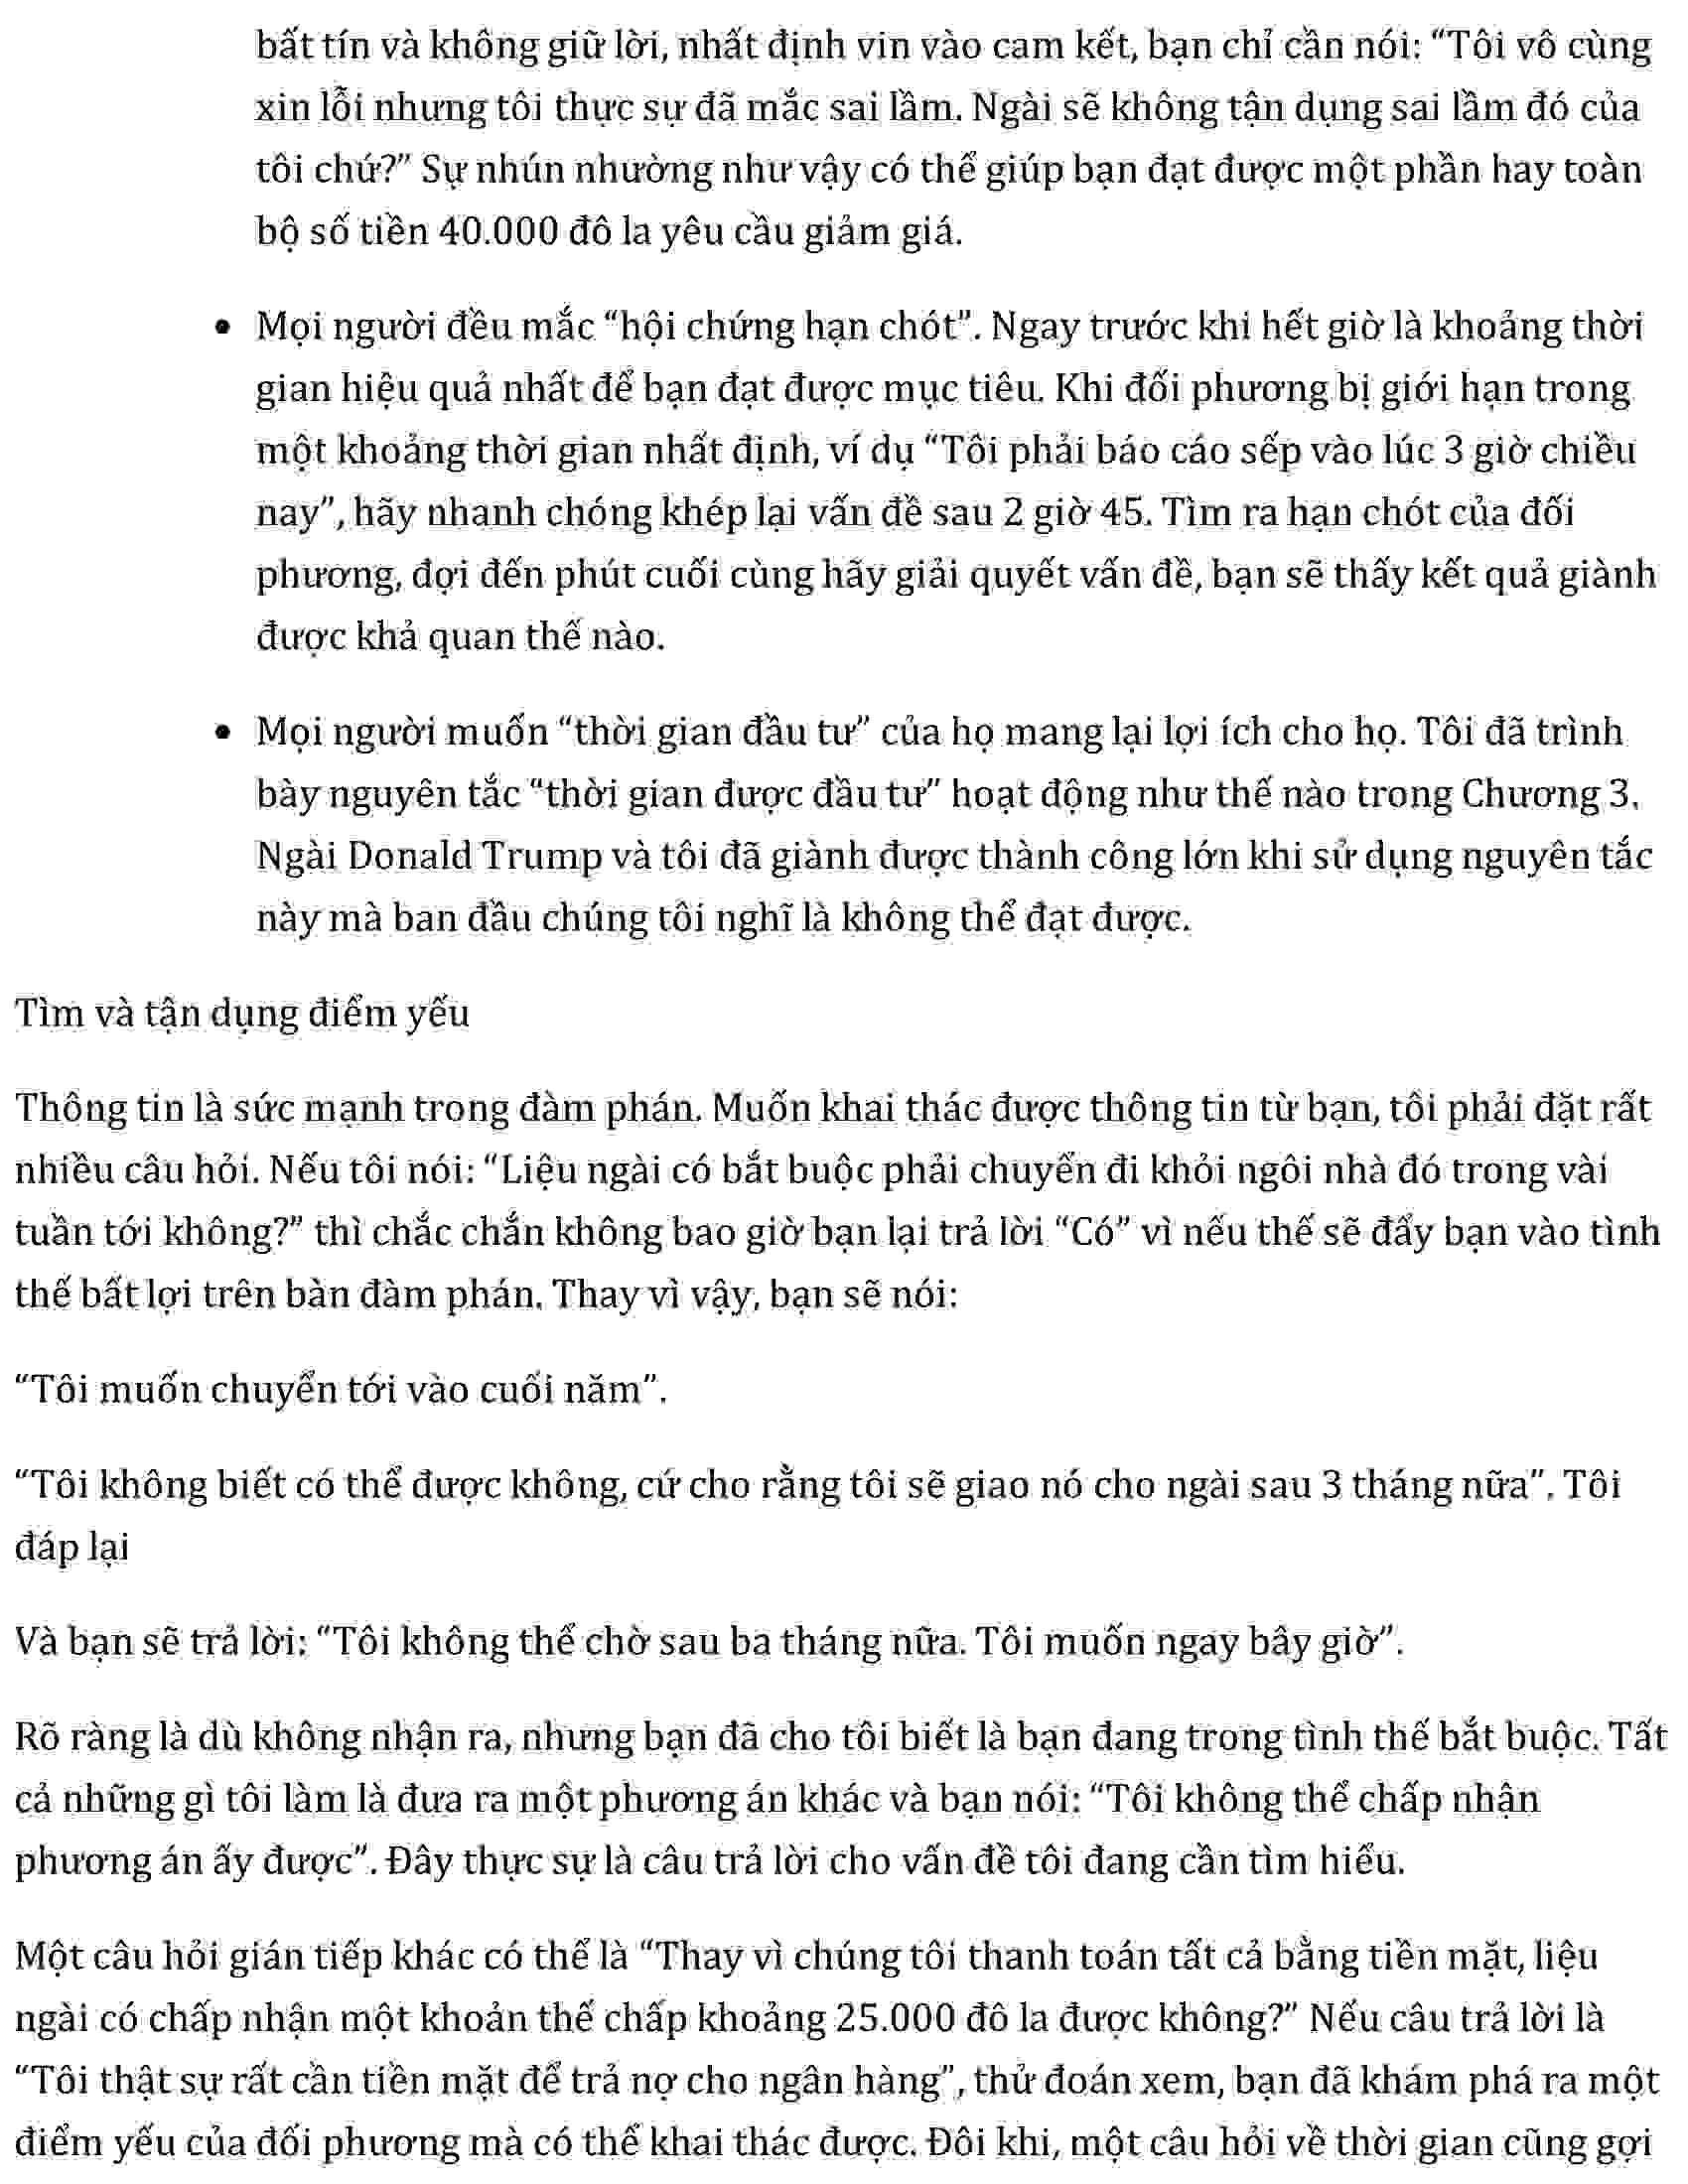 bất tín và không giữ lời, nhất định vin vào cam kết, bạn chỉ cần nói: “Tôi vô cùng
xin lỗi nhưng tôi thực sự đã mắc sai lầm. Ngài sẽ không tận dụng sai lầm đó của
tôi chứ?” Sự nhún nhường như vậy có thể giúp bạn đạt được một phần hay toàn
bộ số tiền 40.000 đô la yêu cầu giảm giá.
• Mọi người đều mắc “hội chứng hạn chót”. Ngay trước khi hết giờ là khoảng thời
gian hiệu quả nhất để bạn đạt được mục tiêu. Khi đối phương bị giới hạn trong
một khoảng thời gian nhất định, ví dụ “Tôi phải báo cáo sếp vào lúc 3 giờ chiều
nay”, hãy nhanh chóng khép lại vấn đề sau 2 giờ 45. Tìm ra hạn chót của đối
phương, đợi đến phút cuối cùng hãy giải quyết vấn đề, bạn sẽ thấy kết quả giành
được khả quan thế nào.
• Mọi người muốn “thời gian đầu tư” của họ mang lại lợi ích cho họ. Tôi đã trình
bày nguyên tắc “thời gian được đầu tư” hoạt động như thế nào trong Chương 3.
Ngài Donald Trump và tôi đã giành được thành công lớn khi sử dụng nguyên tắc
này mà ban đầu chúng tôi nghĩ là không thể đạt được.
Tìm và tận dụng điểm yếu
Thông tin là sức mạnh trong đàm phán. Muốn khai thác được thông tin từ bạn, tôi phải đặt rất
nhiều câu hỏi. Nếu tôi nói: “Liệu ngài có bắt buộc phải chuyển đi khỏi ngôi nhà đó trong vài
tuần tới không?” thì chắc chắn không bao giờ bạn lại trả lời “Có” vì nếu thế sẽ đẩy bạn vào tình
thế bất lợi trên bàn đàm phán. Thay vì vậy, bạn sẽ nói:
“Tôi muốn chuyển tới vào cuối năm”.
“Tôi không biết có thể được không, cứ cho rằng tôi sẽ giao nó cho ngài sau 3 tháng nữa”. Tôi
đáp lại
Và bạn sẽ trả lời: “Tôi không thể chờ sau ba tháng nữa. Tôi muốn ngay bây giờ”.
Rõ ràng là dù không nhận ra, nhưng bạn đã cho tôi biết là bạn đang trong tình thế bắt buộc. Tất
cả những gì tôi làm là đưa ra một phương án khác và bạn nói: “Tôi không thể chấp nhận
phương án ấy được”. Đây thực sự là câu trả lời cho vấn đề tôi đang cần tìm hiểu.
Một câu hỏi gián tiếp khác có thể là “Thay vì chúng tôi thanh toán tất cả bằng tiền mặt, liệu
ngài có chấp nhận một khoản thế chấp khoảng 25.000 đô la được không?” Nếu câu trả lời là
“Tôi thật sự rất cần tiền mặt để trả nợ cho ngân hàng”, thử đoán xem, bạn đã khám phá ra một
điểm yếu của đối phương mà có thể khai thác được. Đôi khi, một câu hỏi về thời gian cũng gợi